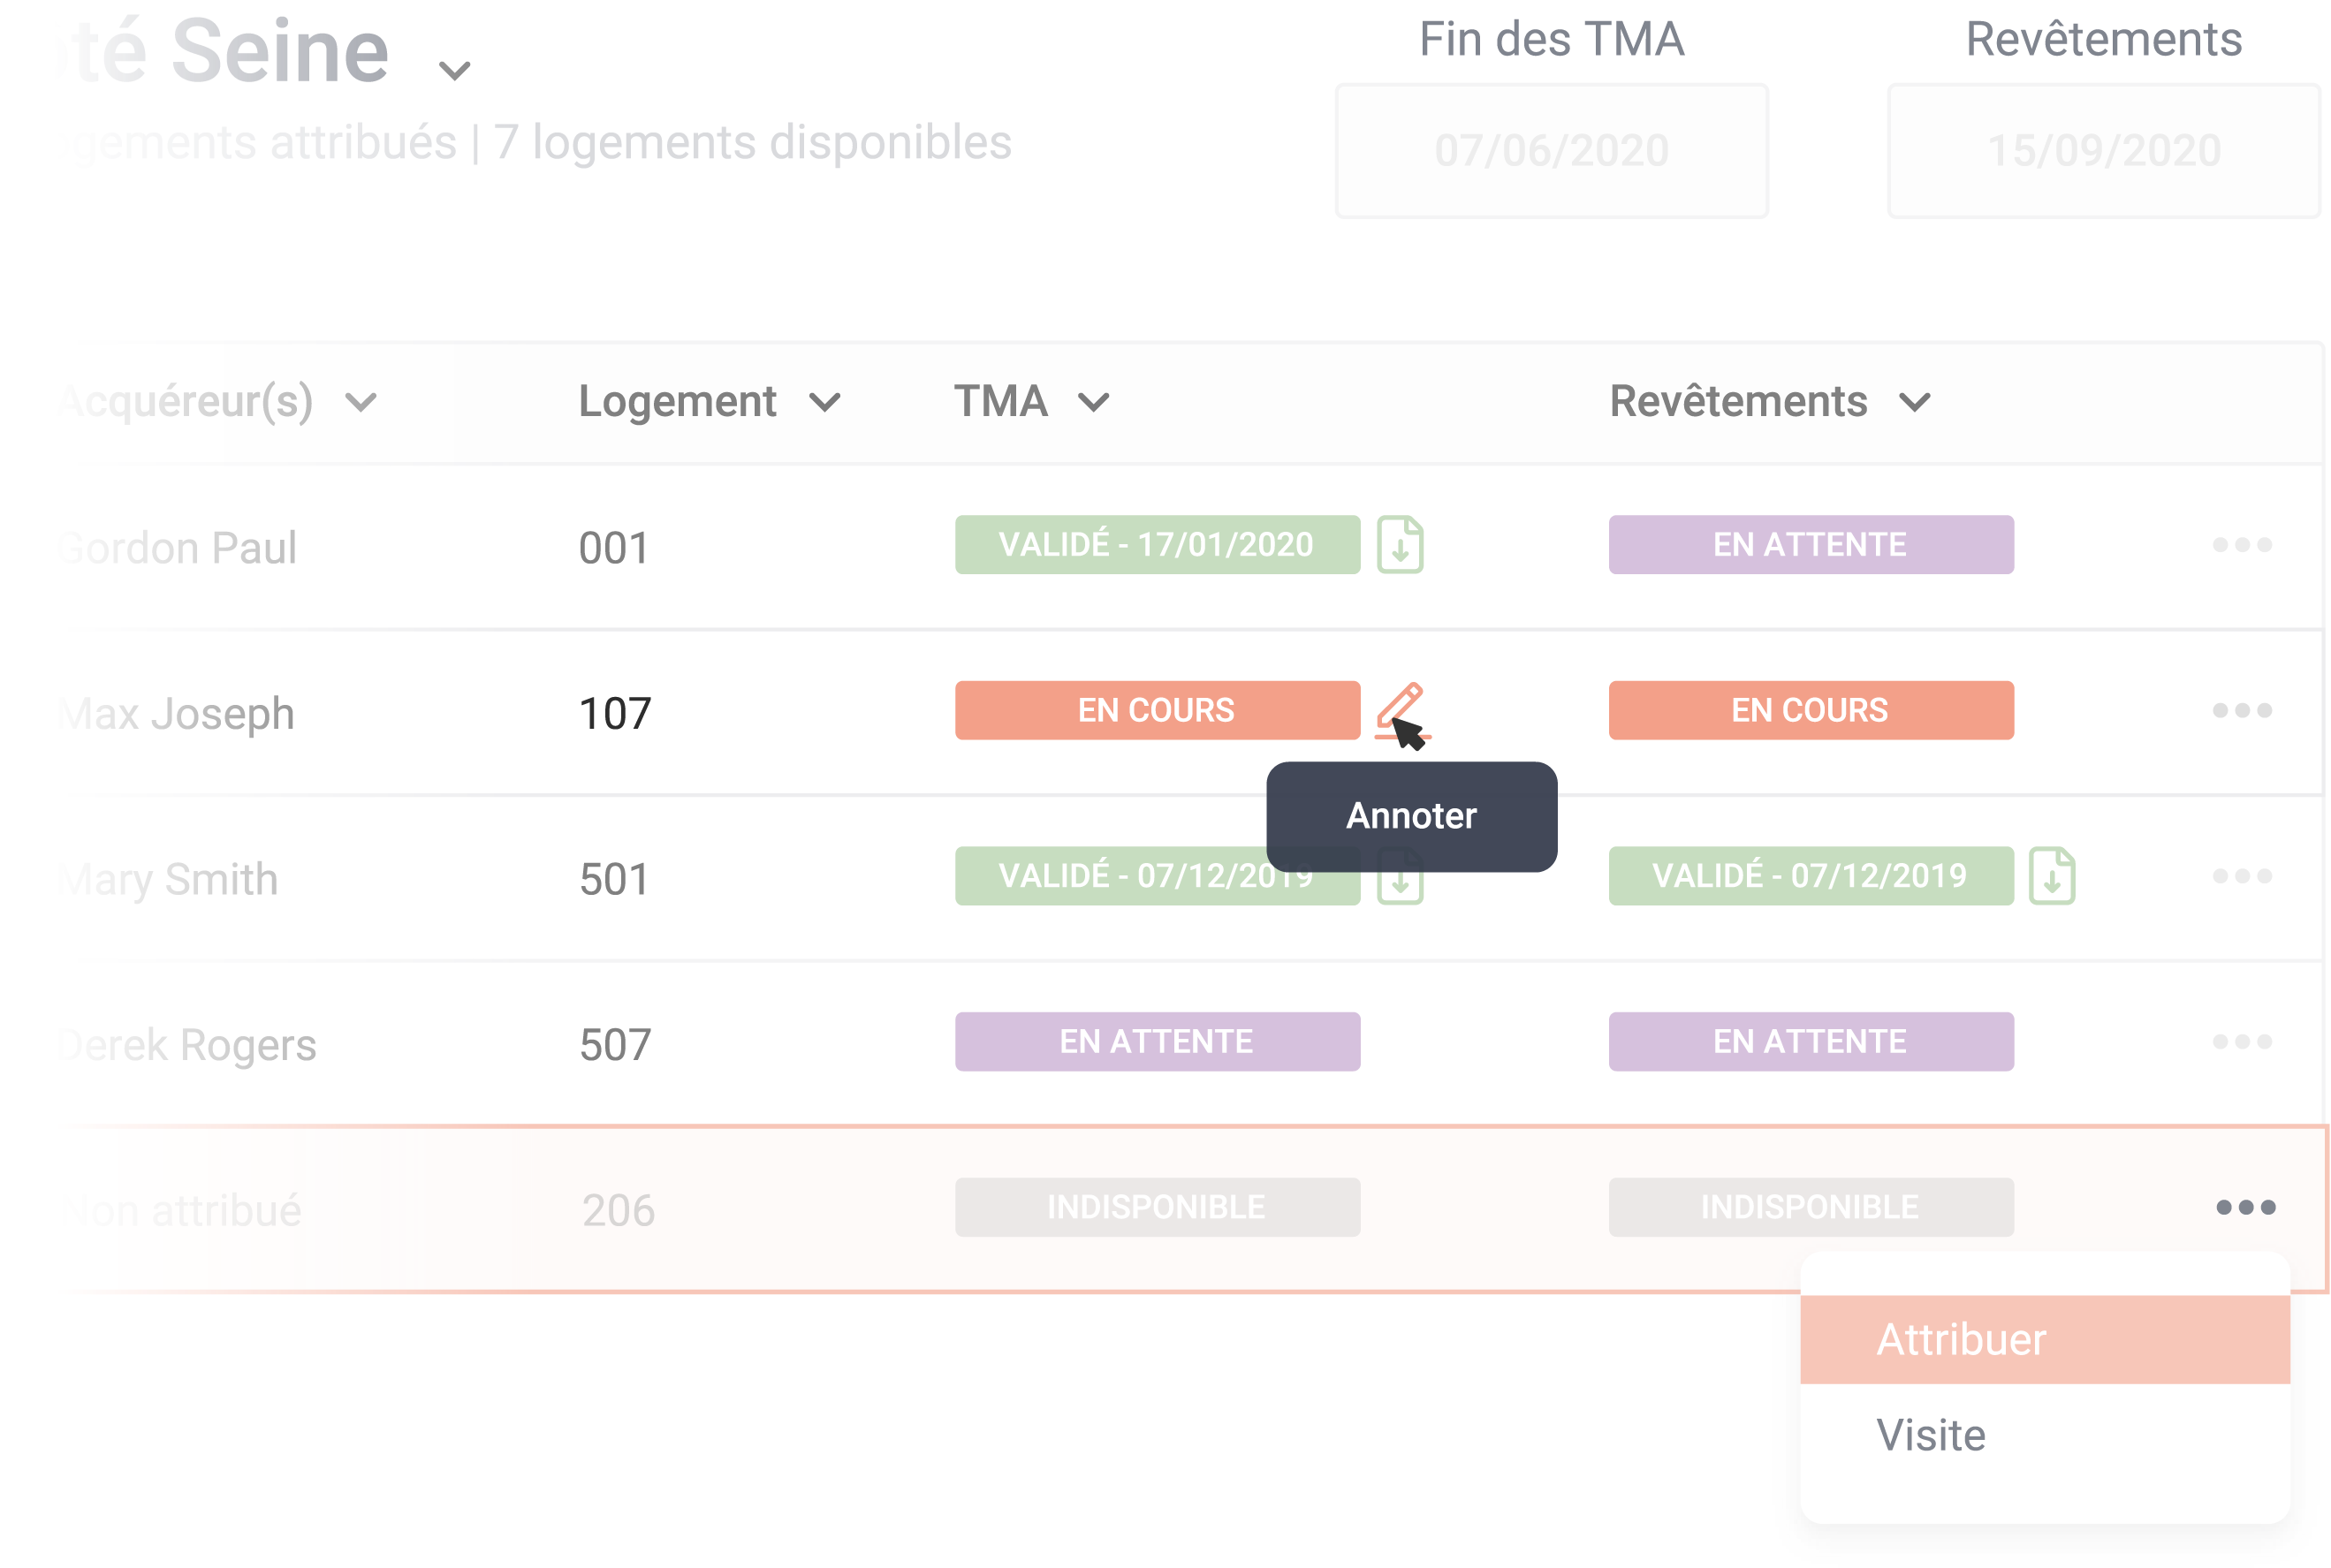 té Seine
gements attribués | 7 logements disponibles
Fin des TMA
07/06/2020
Revêtements
15/09/2020
Acquéreur(s) Logement TMA Revêtements
Gordon Paul 001 VALIDÉ - 17/01/2020 EN ATTENTE
Max Joseph 107 EN COURS EN COURS
Annoter
Mary Smith 501 VALIDÉ - 07/12/2019 VALIDÉ - 07/12/2019
Derek Rogers 507 EN ATTENTE EN ATTENTE
Non attribué 206 INDISPONIBLE INDISPONIBLE
Attribuer
Visite